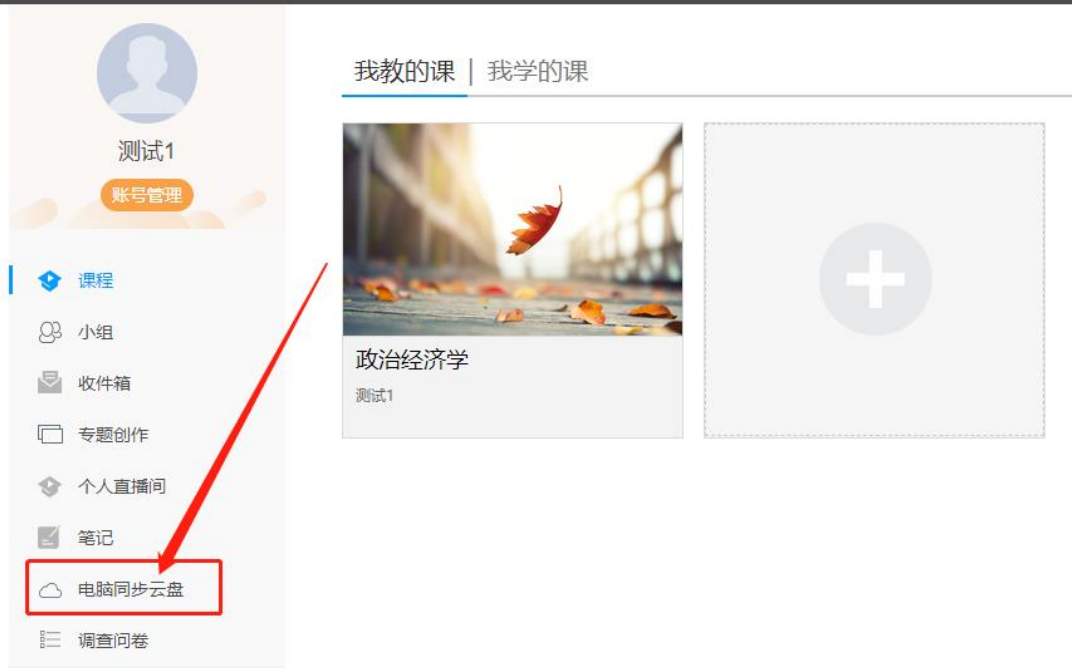 测试1
账号管理
课程
小组
收件箱
专题创作
个人直播间
笔记
电脑同步云盘
调查问卷
我教的课 | 我学的课
政治经济学
测试1